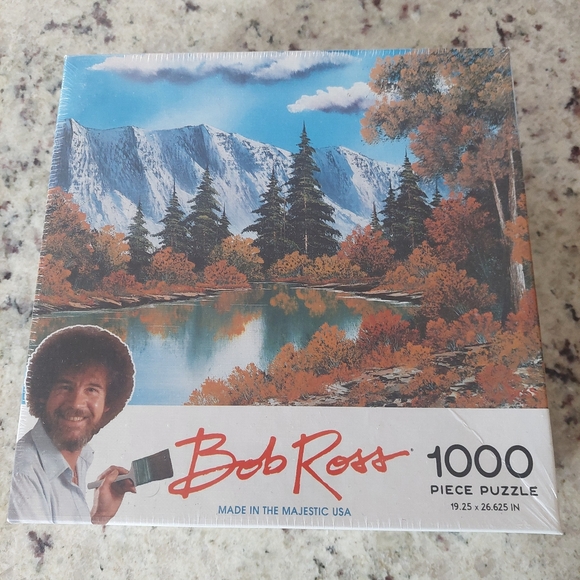 Bob Ross
MADE IN THE MAJESTIC USA
1000
PIECE PUZZLE
19.25 x 26.625 IN